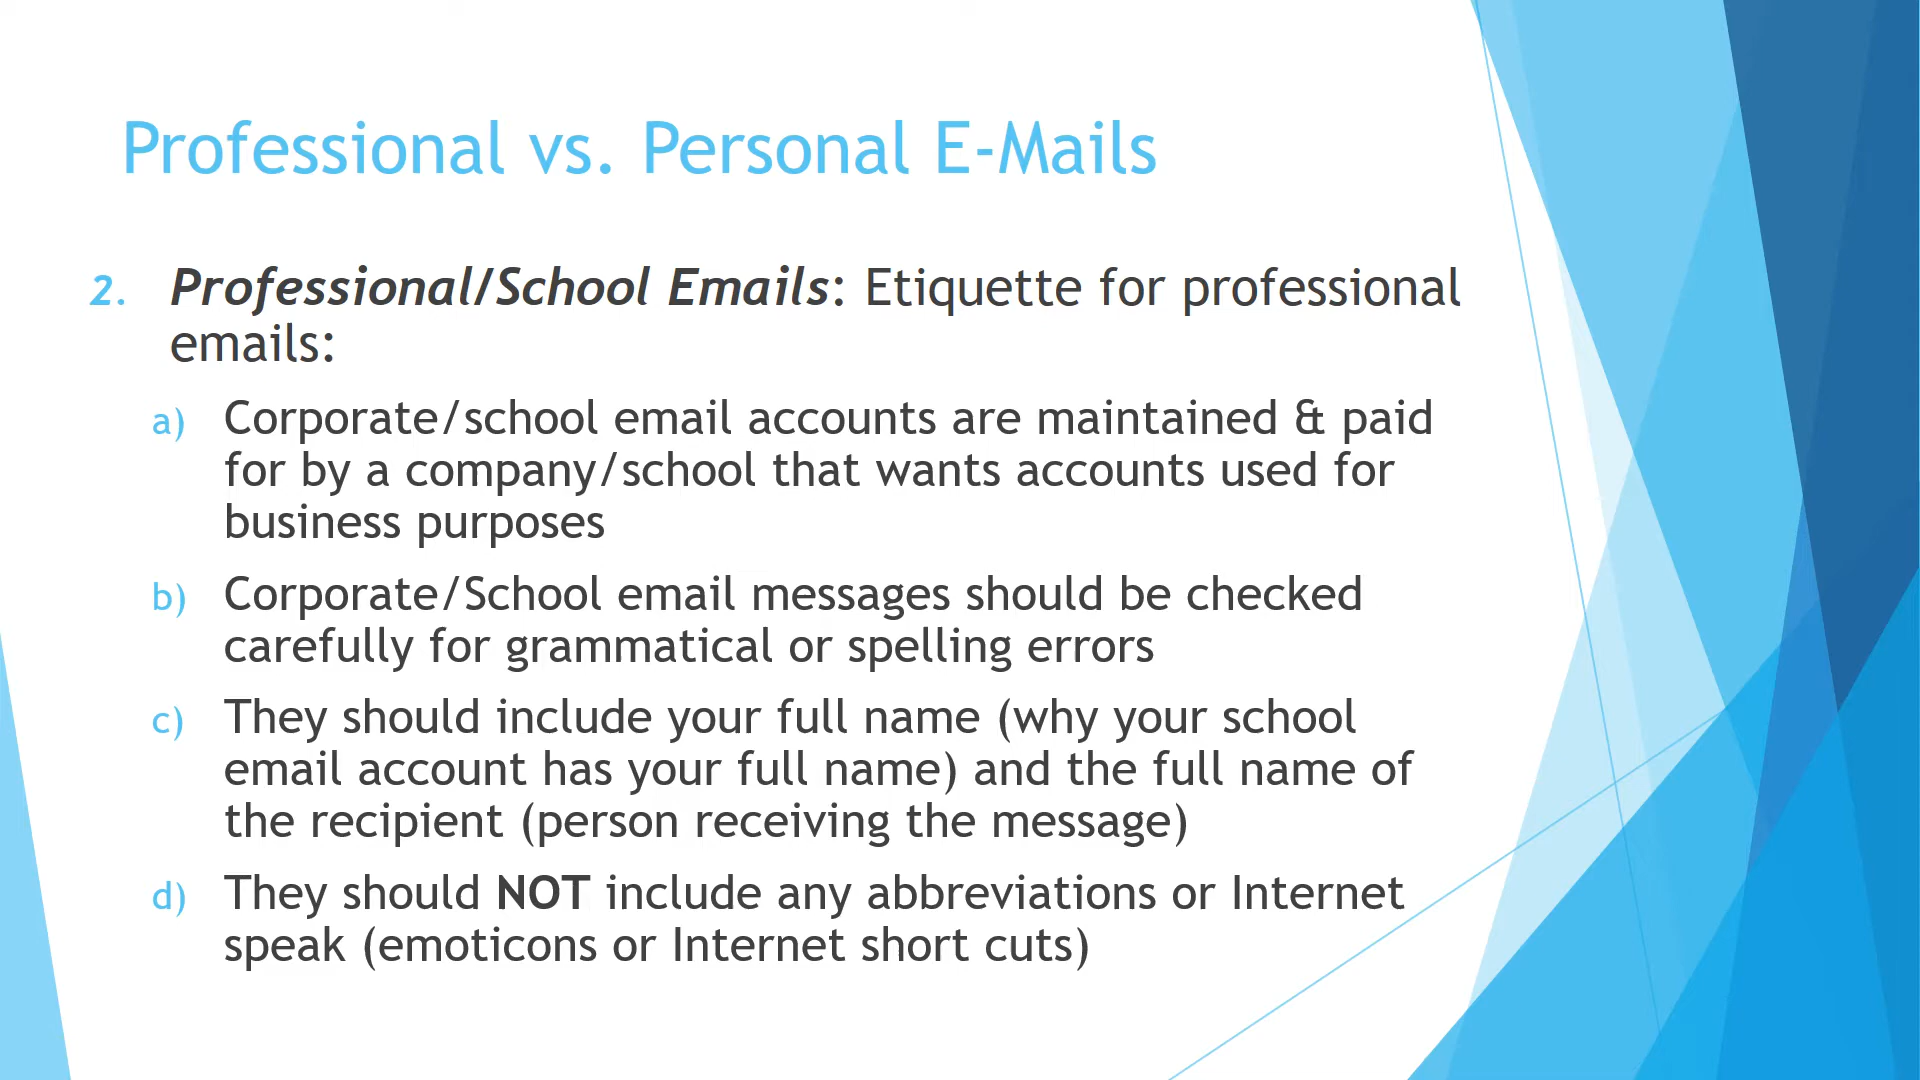 Professional vs. Personal E-Mails
2. Professional/School Emails: Etiquette for professional
emails:
a) Corporate/school email accounts are maintained & paid
for by a company/school that wants accounts used for
business purposes
b) Corporate/School email messages should be checked
carefully for grammatical or spelling errors
c) They should include your full name (why your school
email account has your full name) and the full name of
the recipient (person receiving the message)
d) They should NOT include any abbreviations or Internet
speak (emoticons or Internet short cuts)